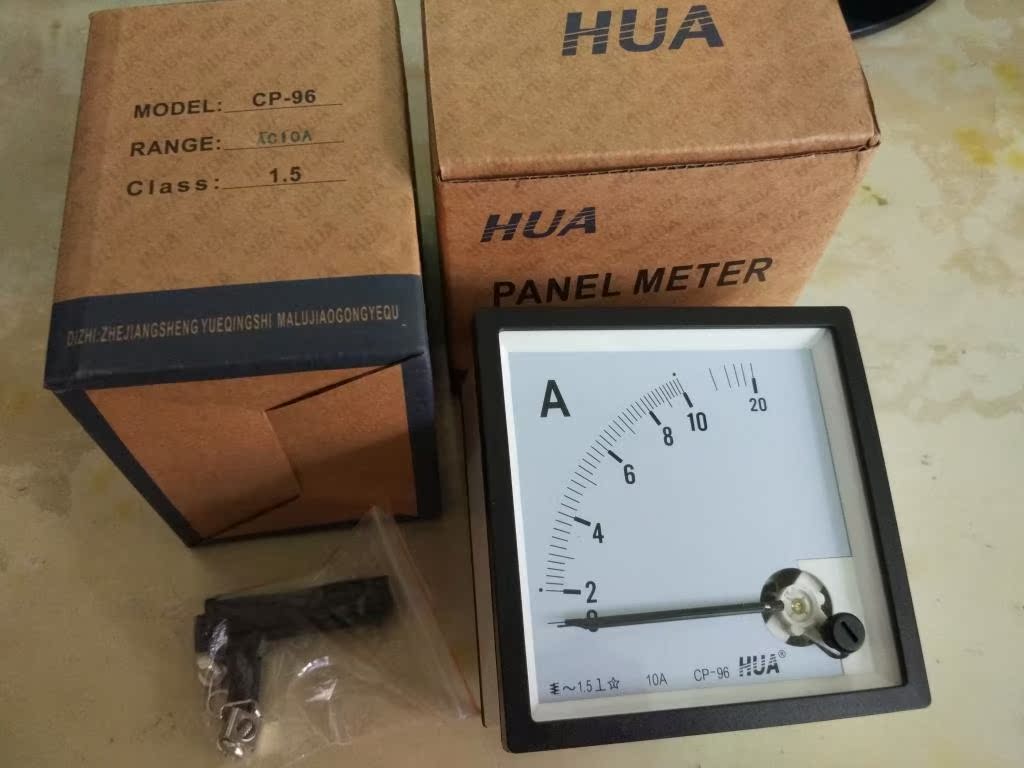 HUA
MODEL: CP-96
RANGE: AC10A
Class: 1.5
HUA
PANEL METER
DIZHI:ZHEJIANGSHENG YUEQINGSHI MALUJIAOGONGYEQU
A
20
10
8
6
4
2
0
~1.5⊥☆ 10A CP-96 HUA®